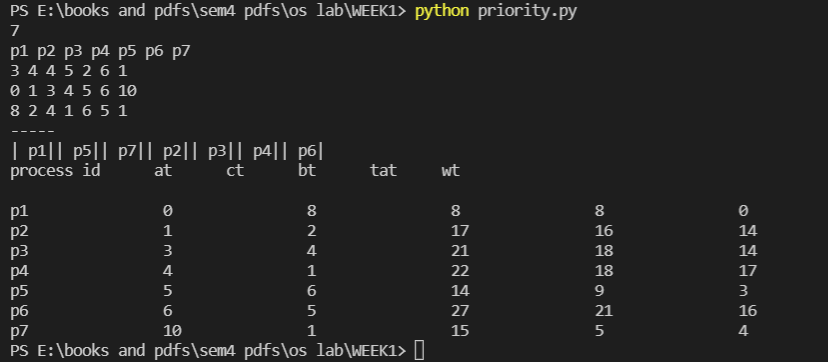 PS E:\books and pdfs\sem4 pdfs\os lab\WEEK1> python priority.py
7
p1 p2 p3 p4 p5 p6 p7
3 4 4 5 2 6 1
0 1 3 4 5 6 10
8 2 4 1 6 5 1
-----
| p1|| p5|| p7|| p2|| p3|| p4|| p6|
process id at ct bt tat wt
p1 0 8 8 8 0
p2 1 2 17 16 14
p3 3 4 21 18 14
p4 4 1 22 18 17
p5 5 6 14 9 3
p6 6 5 27 21 16
p7 10 1 15 5 4
PS E:\books and pdfs\sem4 pdfs\os lab\WEEK1>